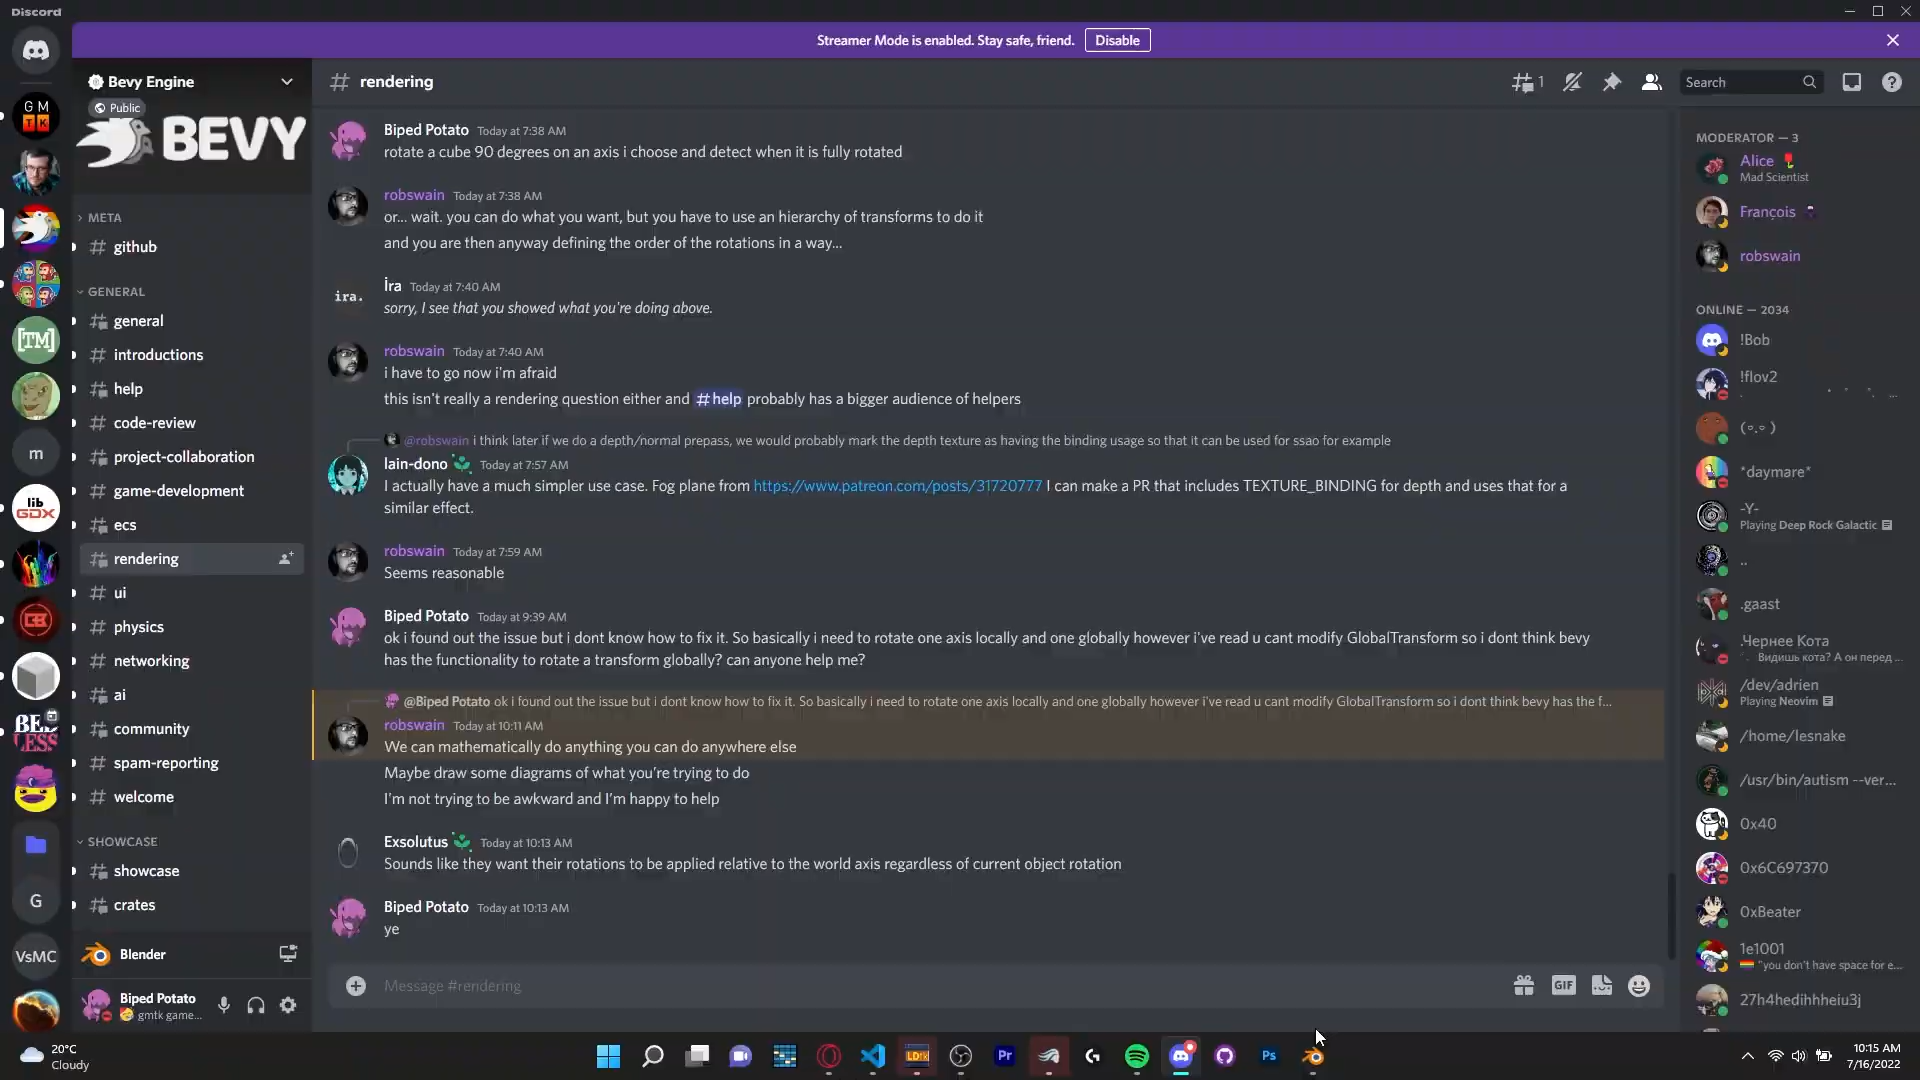 Discord
Streamer Mode is enabled. Stay safe, friend.
Disable
Bevy Engine
Public
BEVY
META
github
GENERAL
general
introductions
help
code-review
project-collaboration
game-development
ecs
rendering
ui
physics
networking
ai
community
spam-reporting
welcome
SHOWCASE
showcase
crates
Blender
Biped Potato
gmtk game...
GM
TK
[TM]
m
lib
GDX
G
VsMC
# rendering
1
Search
Biped Potato Today at 7:38 AM
rotate a cube 90 degrees on an axis i choose and detect when it is fully rotated
robswain Today at 7:38 AM
or... wait. you can do what you want, but you have to use an hierarchy of transforms to do it
and you are then anyway defining the order of the rotations in a way...
ira.
İra Today at 7:40 AM
sorry, I see that you showed what you're doing above.
robswain Today at 7:40 AM
i have to go now i'm afraid
this isn't really a rendering question either and #help probably has a bigger audience of helpers
@robswain i think later if we do a depth/normal prepass, we would probably mark the depth texture as having the binding usage so that it can be used for ssao for example
lain-dono Today at 7:57 AM
I actually have a much simpler use case. Fog plane from https://www.patreon.com/posts/31720777 I can make a PR that includes TEXTURE_BINDING for depth and uses that for a
similar effect.
robswain Today at 7:59 AM
Seems reasonable
Biped Potato Today at 9:39 AM
ok i found out the issue but i dont know how to fix it. So basically i need to rotate one axis locally and one globally however i've read u cant modify GlobalTransform so i dont think bevy
has the functionality to rotate a transform globally? can anyone help me?
@Biped Potato ok i found out the issue but i dont know how to fix it. So basically i need to rotate one axis locally and one globally however i've read u cant modify GlobalTransform so i dont think bevy has the f...
robswain Today at 10:11 AM
We can mathematically do anything you can do anywhere else
Maybe draw some diagrams of what you're trying to do
I'm not trying to be awkward and I'm happy to help
Exsolutus Today at 10:13 AM
Sounds like they want their rotations to be applied relative to the world axis regardless of current object rotation
Biped Potato Today at 10:13 AM
ye
Message #rendering
GIF
MODERATOR — 3
Alice
Mad Scientist
François
robswain
ONLINE — 2034
!Bob
!flov2
*daymare*
-Y-
Playing Deep Rock Galactic
..
.gaast
.Чернее Кота
Видишь кота? А он перед ...
/dev/adrien
Playing Neovim
/home/lesnake
/usr/bin/autism --ver...
0x40
0x6C697370
0xBeater
1e1001
"you don't have space for e...
27h4hedihhheiu3j
20°C
Cloudy
LDtk
Pr
Ps
10:15 AM
7/16/2022